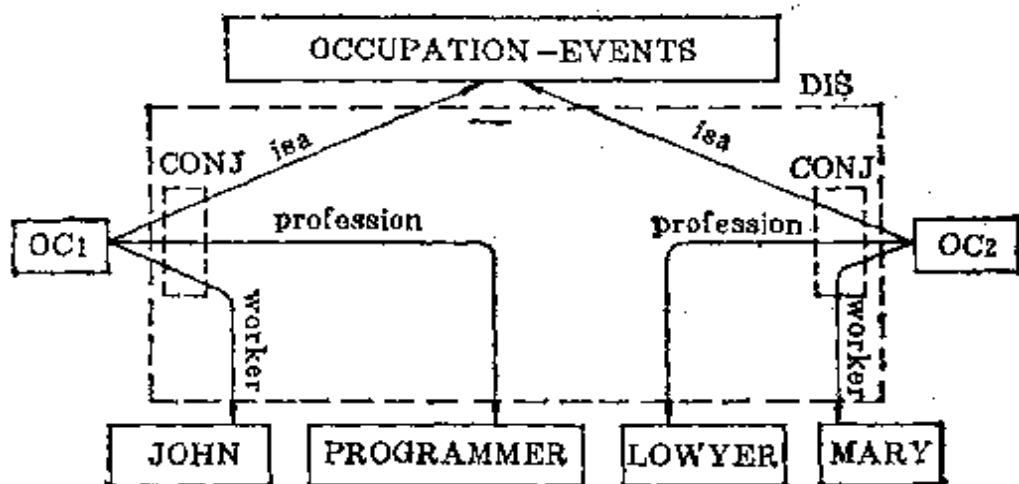 OCCUPATION-EVENTS
DIS
isa
isa
CONJ
CONJ
profession
profession
OC1
OC2
worker
worker
JOHN
PROGRAMMER
LOWYER
MARY